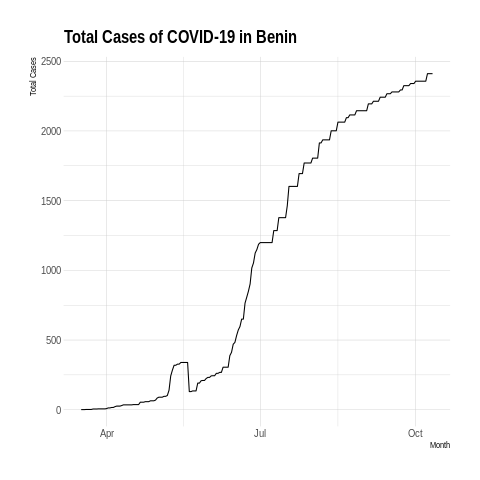 Total Cases of COVID-19 in Benin
Total Cases
2500
2000
1500
1000
500
0
Apr
Jul
Oct
Month